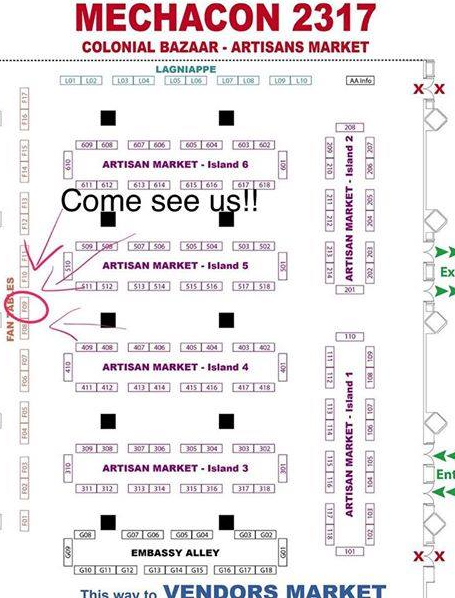 MECHACON 2317
COLONIAL BAZAAR - ARTISANS MARKET
LAGNIAPPE
L01 L02 L03 L04 L05 L06 L07 L08 L09 L10 AA Info
X X
F17
F16
F15
F14
F13
F12
F11
F10
F09
F08
F07
F06
F05
F04
F03
F02
F01
FAN TABLES
609 608 607 606 605 604 603 602
610 ARTISAN MARKET - Island 6 601
611 612 613 614 615 616 617 618
Come see us!!
509 508 507 506 505 504 503 502
510 ARTISAN MARKET - Island 5 501
511 512 513 514 515 516 517 518
409 408 407 406 405 404 403 402
410 ARTISAN MARKET - Island 4 401
411 412 413 414 415 416 417 418
309 308 307 306 305 304 303 302
310 ARTISAN MARKET - Island 3 301
311 312 313 314 315 316 317 318
G08 G07 G06 G05 G04 G03 G02
G09 EMBASSY ALLEY G01
G10 G11 G12 G13 G14 G15 G16 G17 G18
208
209 210 211 212 213 214
ARTISAN MARKET - Island 2
207 206 205 204 203 202
201
Ex
110
111 112 113 114 115 116 117 118
ARTISAN MARKET - Island 1
109 108 107 106 105 104 103 102
101
Ent
X X
This way to VENDORS MARKET